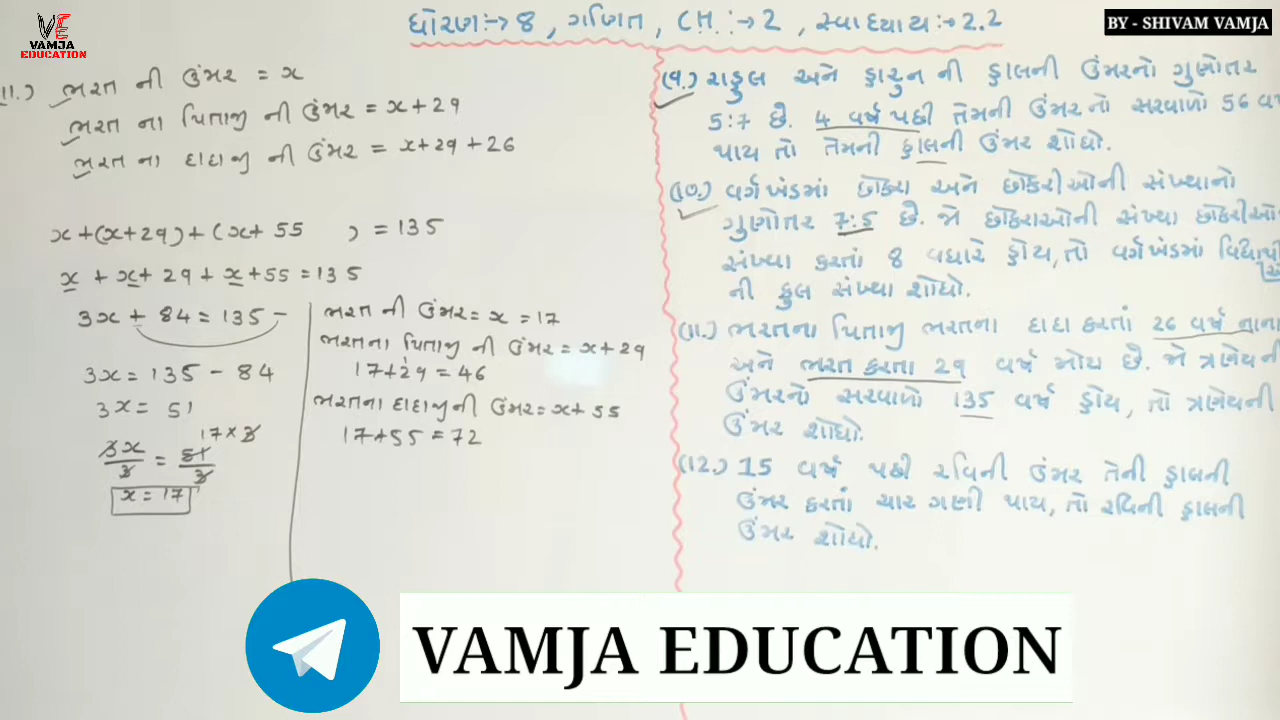 VE
VAMJA
EDUCATION
ધોરણ:→ 8 , ગણિત , CH. :→ 2 , સ્વાધ્યાય :→ 2.2
BY - SHIVAM VAMJA
11.) ભરત ની ઉંમર = x
ભરત ના પિતાજી ની ઉંમર = x+29
ભરત ના દાદાજી ની ઉંમર = x+29+26
x+(x+29)+(x+55 ) = 135
x + x+ 29 + x +55 = 135
3x + 84 = 135 -
3x = 135 - 84
3x = 51
17 × 3
3x/3 = 51/3
x = 17
ભરત ની ઉંમર = x = 17
ભરતના પિતાજી ની ઉંમર = x+29
17+29 = 46
ભરતના દાદાજીની ઉંમર = x+55
17+55 = 72
(9.) રાહુલ અને હારુન ની હાલની ઉંમરનો ગુણોતર
5:7 છે. 4 વર્ષ પછી તેમની ઉંમરનો સરવાળો 56 વર્ષ
થાય તો તેમની હાલની ઉંમર શોધો.
(10.) વર્ગખંડમાં છોકરા અને છોકરીઓની સંખ્યાનો
ગુણોતર 7:5 છે. જો છોકરાઓની સંખ્યા છોકરીઓ
સંખ્યા કરતાં 8 વધારે હોય, તો વર્ગખંડમાં
ની કુલ સંખ્યા શોધો.
(11.) ભરતના પિતાજી ભરતના દાદા કરતાં 26 વર્ષ નાના
અને ભરત કરતા 29 વર્ષ મોટા છે. જો ત્રણેયની
ઉંમરનો સરવાળો 135 વર્ષ હોય, તો ત્રણેયની
ઉંમર શોધો.
(12.) 15 વર્ષ પછી રવિની ઉંમર તેની હાલની
ઉંમર કરતાં ચાર ગણી થાય, તો રવિની હાલની
ઉંમર શોધો.
VAMJA EDUCATION